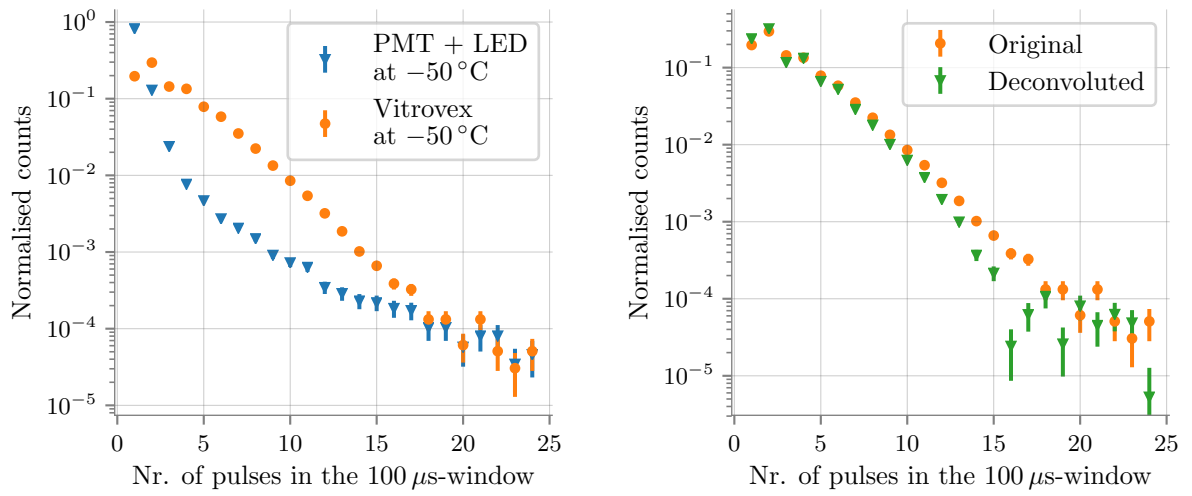 10⁰
10⁻¹
10⁻²
10⁻³
10⁻⁴
10⁻⁵
Normalised counts
PMT + LED
at −50 °C
Vitrovex
at −50 °C
0 5 10 15 20 25
Nr. of pulses in the 100 μs-window
10⁻¹
10⁻²
10⁻³
10⁻⁴
10⁻⁵
Normalised counts
Original
Deconvoluted
0 5 10 15 20 25
Nr. of pulses in the 100 μs-window